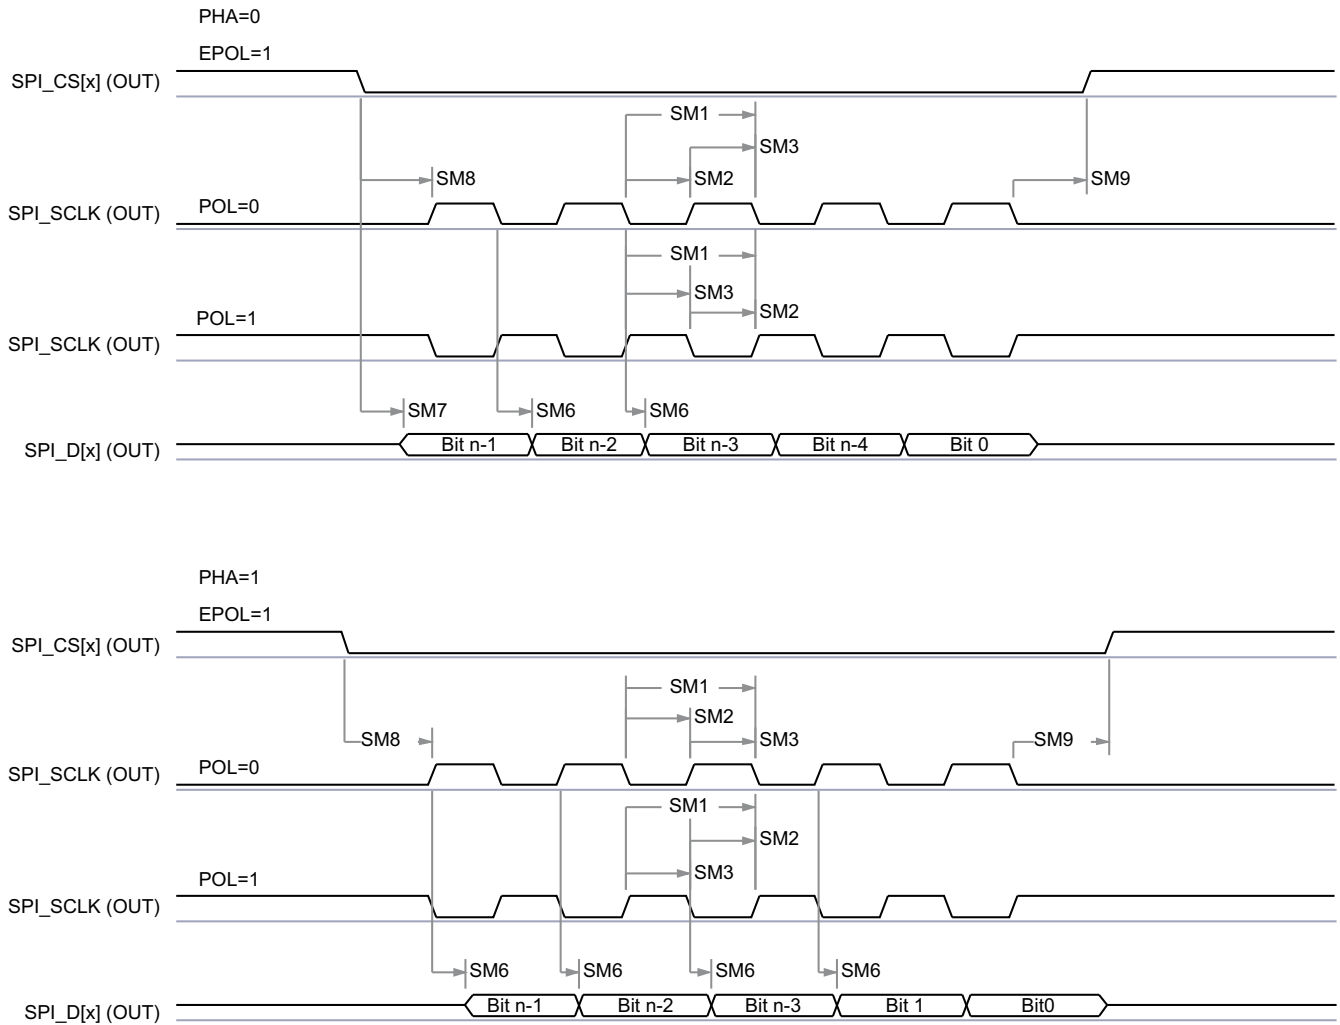 PHA=0
EPOL=1
SPI_CS[x] (OUT)
SM1
SM3
SM8
SM2
SM9
SPI_SCLK (OUT)
POL=0
SM1
SM3
SM2
POL=1
SPI_SCLK (OUT)
SM7
SM6
SM6
SPI_D[x] (OUT)
Bit n-1
Bit n-2
Bit n-3
Bit n-4
Bit 0
PHA=1
EPOL=1
SPI_CS[x] (OUT)
SM1
SM2
SM8
SM3
SM9
SPI_SCLK (OUT)
POL=0
SM1
SM2
SM3
POL=1
SPI_SCLK (OUT)
SM6
SM6
SM6
SM6
SPI_D[x] (OUT)
Bit n-1
Bit n-2
Bit n-3
Bit 1
Bit0